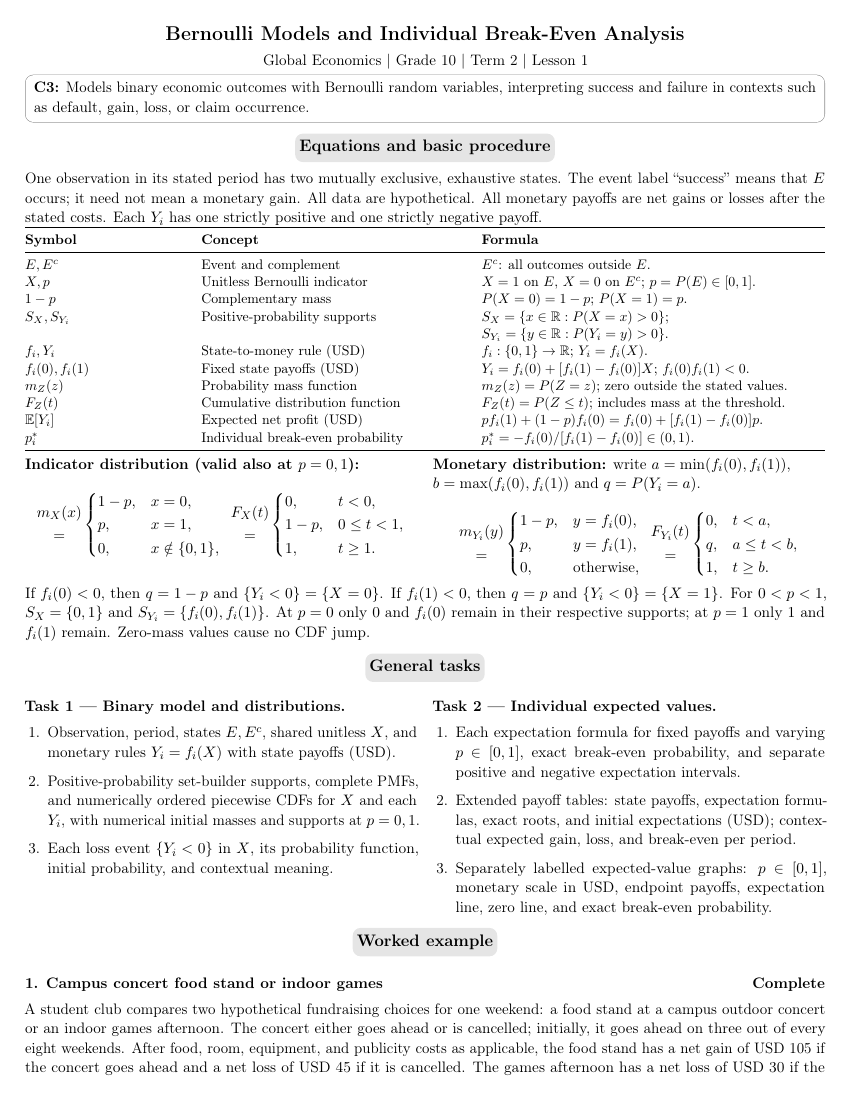 Bernoulli Models and Individual Break-Even Analysis
Global Economics | Grade 10 | Term 2 | Lesson 1
C3: Models binary economic outcomes with Bernoulli random variables, interpreting success and failure in contexts such
as default, gain, loss, or claim occurrence.
Equations and basic procedure
One observation in its stated period has two mutually exclusive, exhaustive states. The event label “success” means that E
occurs; it need not mean a monetary gain. All data are hypothetical. All monetary payoffs are net gains or losses after the
stated costs. Each Y_i has one strictly positive and one strictly negative payoff.
Symbol Concept Formula
E, E^c Event and complement E^c: all outcomes outside E.
X, p Unitless Bernoulli indicator X = 1 on E, X = 0 on E^c; p = P(E) ∈ [0, 1].
1 − p Complementary mass P(X = 0) = 1 − p; P(X = 1) = p.
S_X, S_{Y_i} Positive-probability supports S_X = {x ∈ ℝ : P(X = x) > 0};
S_{Y_i} = {y ∈ ℝ : P(Y_i = y) > 0}.
f_i, Y_i State-to-money rule (USD) f_i : {0, 1} → ℝ; Y_i = f_i(X).
f_i(0), f_i(1) Fixed state payoffs (USD) Y_i = f_i(0) + [f_i(1) − f_i(0)]X; f_i(0)f_i(1) < 0.
m_Z(z) Probability mass function m_Z(z) = P(Z = z); zero outside the stated values.
F_Z(t) Cumulative distribution function F_Z(t) = P(Z ≤ t); includes mass at the threshold.
𝔼[Y_i] Expected net profit (USD) pf_i(1) + (1 − p)f_i(0) = f_i(0) + [f_i(1) − f_i(0)]p.
p_i^* Individual break-even probability p_i^* = −f_i(0)/[f_i(1) − f_i(0)] ∈ (0, 1).
Indicator distribution (valid also at p = 0, 1):
m_X(x) = { 1 − p, x = 0, F_X(t) = { 0, t < 0,
p, x = 1, 1 − p, 0 ≤ t < 1,
0, x ∉ {0, 1}, 1, t ≥ 1.
Monetary distribution: write a = min(f_i(0), f_i(1)),
b = max(f_i(0), f_i(1)) and q = P(Y_i = a).
m_{Y_i}(y) = { 1 − p, y = f_i(0), F_{Y_i}(t) = { 0, t < a,
p, y = f_i(1), q, a ≤ t < b,
0, otherwise, 1, t ≥ b.
If f_i(0) < 0, then q = 1 − p and {Y_i < 0} = {X = 0}. If f_i(1) < 0, then q = p and {Y_i < 0} = {X = 1}. For 0 < p < 1,
S_X = {0, 1} and S_{Y_i} = {f_i(0), f_i(1)}. At p = 0 only 0 and f_i(0) remain in their respective supports; at p = 1 only 1 and
f_i(1) remain. Zero-mass values cause no CDF jump.
General tasks
Task 1 — Binary model and distributions.
1. Observation, period, states E, E^c, shared unitless X, and
monetary rules Y_i = f_i(X) with state payoffs (USD).
2. Positive-probability set-builder supports, complete PMFs,
and numerically ordered piecewise CDFs for X and each
Y_i, with numerical initial masses and supports at p = 0, 1.
3. Each loss event {Y_i < 0} in X, its probability function,
initial probability, and contextual meaning.
Task 2 — Individual expected values.
1. Each expectation formula for fixed payoffs and varying
p ∈ [0, 1], exact break-even probability, and separate
positive and negative expectation intervals.
2. Extended payoff tables: state payoffs, expectation formu-
las, exact roots, and initial expectations (USD); contex-
tual expected gain, loss, and break-even per period.
3. Separately labelled expected-value graphs: p ∈ [0, 1],
monetary scale in USD, endpoint payoffs, expectation
line, zero line, and exact break-even probability.
Worked example
1. Campus concert food stand or indoor games Complete
A student club compares two hypothetical fundraising choices for one weekend: a food stand at a campus outdoor concert
or an indoor games afternoon. The concert either goes ahead or is cancelled; initially, it goes ahead on three out of every
eight weekends. After food, room, equipment, and publicity costs as applicable, the food stand has a net gain of USD 105 if
the concert goes ahead and a net loss of USD 45 if it is cancelled. The games afternoon has a net loss of USD 30 if the